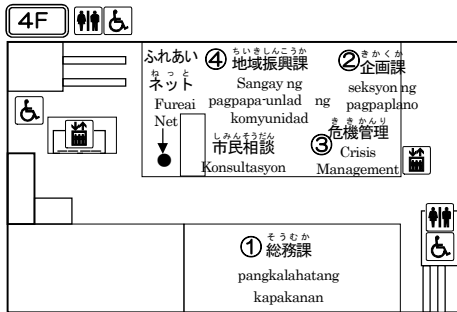 4F
ふれあい
ネット
ねっと
Fureai
Net
④ 地域振興課
ちいきしんこうか
Sangay ng
pagpapa-unlad ng
komyunidad
市民相談
しみんそうだん
Konsultasyon
② 企画課
きかくか
seksyon ng
pagpaplano
③ 危機管理
ききかんり
Crisis
Management
① 総務課
そうむか
pangkalahatang
kapakanan